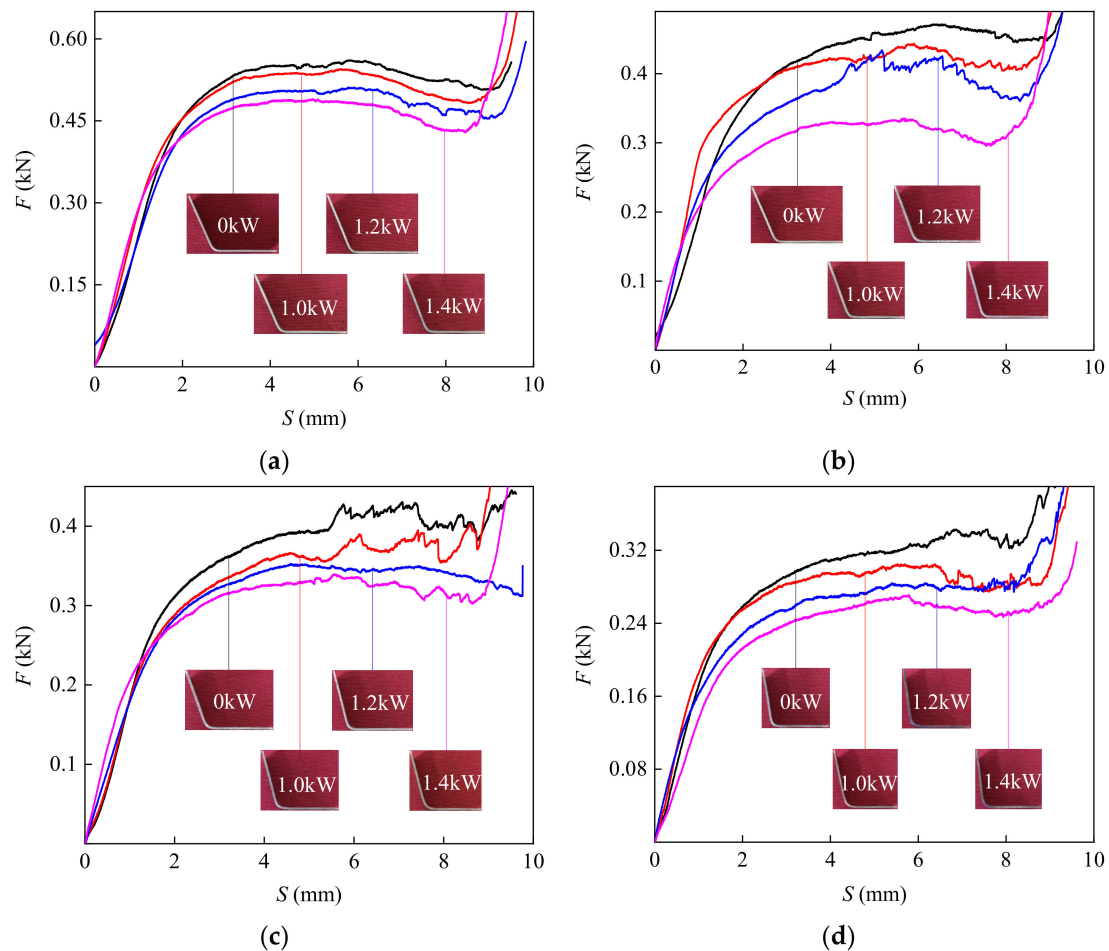 0.60
0.45
0.30
0.15
F (kN)
0kW
1.2kW
1.0kW
1.4kW
0 2 4 6 8 10
S (mm)
(a)
0.4
0.3
0.2
0.1
F (kN)
0kW
1.2kW
1.0kW
1.4kW
0 2 4 6 8 10
S (mm)
(b)
0.4
0.3
0.2
0.1
F (kN)
0kW
1.2kW
1.0kW
1.4kW
0 2 4 6 8 10
S (mm)
(c)
0.32
0.24
0.16
0.08
F (kN)
0kW
1.2kW
1.0kW
1.4kW
0 2 4 6 8 10
S (mm)
(d)